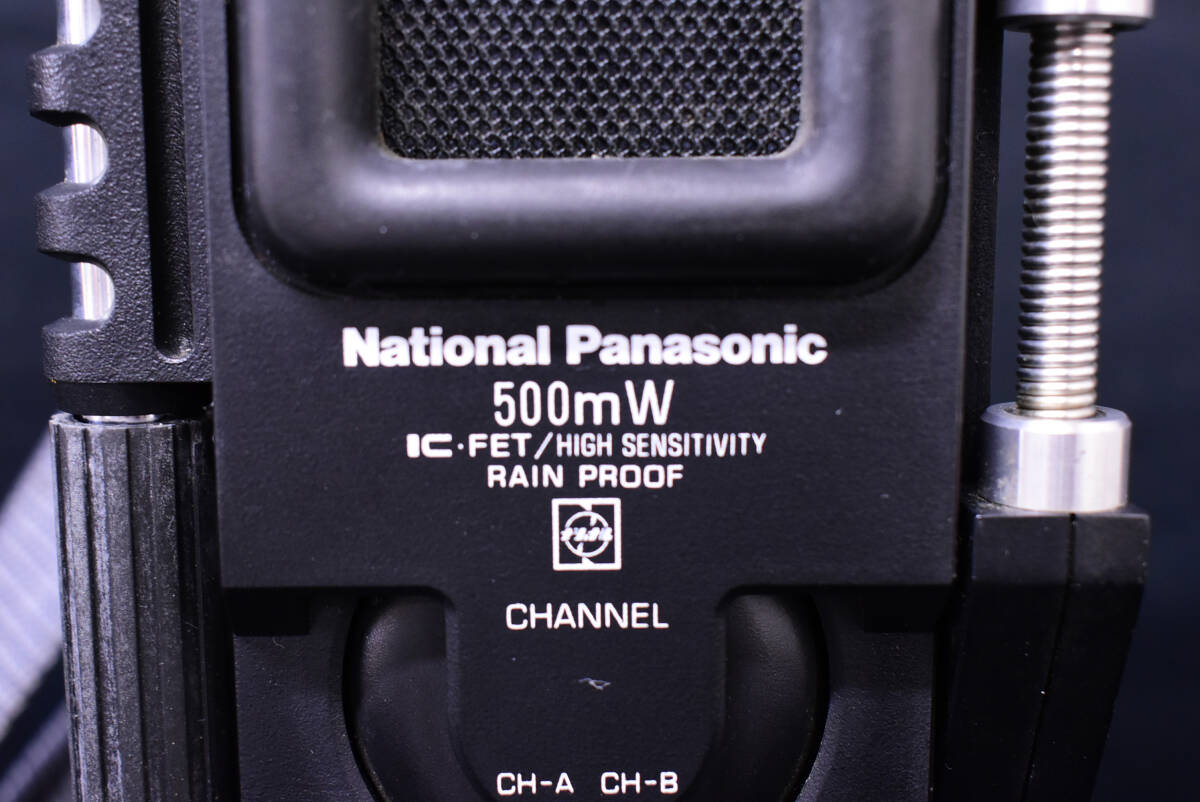 National Panasonic
500mW
IC·FET/HIGH SENSITIVITY
RAIN PROOF
CHANNEL
CH-A CH-B